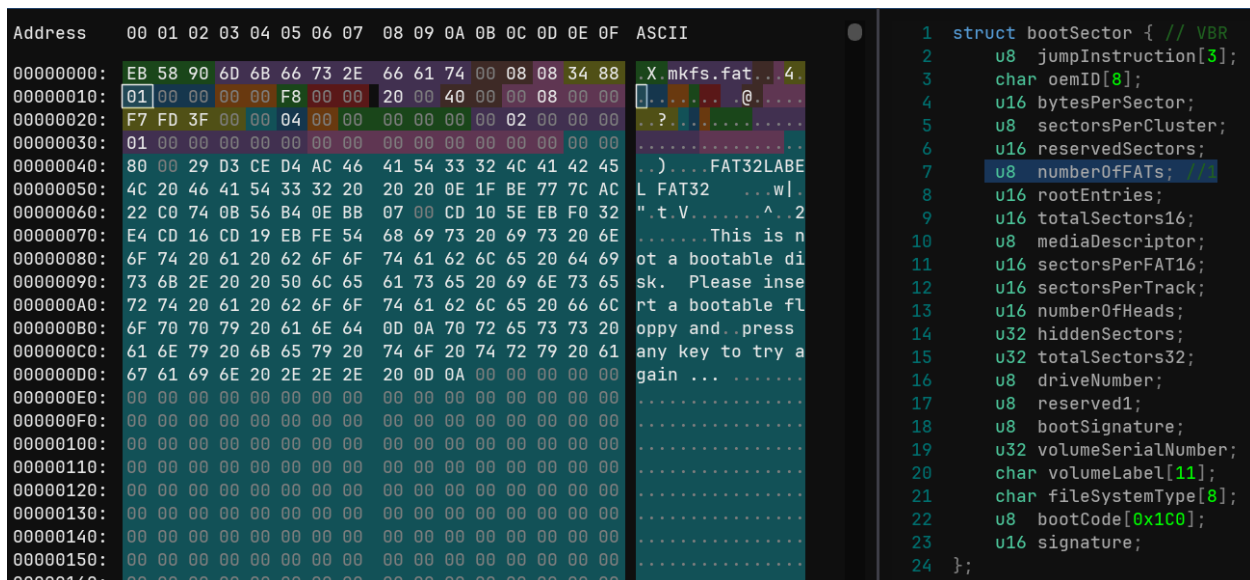 Address 00 01 02 03 04 05 06 07 08 09 0A 0B 0C 0D 0E 0F ASCII
00000000: EB 58 90 6D 6B 66 73 2E 66 61 74 00 08 08 34 88 .X.mkfs.fat...4.
00000010: 01 00 00 00 00 F8 00 00 20 00 40 00 00 08 00 00 ........ .@.....
00000020: F7 FD 3F 00 00 04 00 00 00 00 00 00 02 00 00 00 ..?.............
00000030: 01 00 00 00 00 00 00 00 00 00 00 00 00 00 00 00 ................
00000040: 80 00 29 D3 CE D4 AC 46 41 54 33 32 4C 41 42 45 ..)....FAT32LABE
00000050: 4C 20 46 41 54 33 32 20 20 20 0E 1F BE 77 7C AC L FAT32   ...w|.
00000060: 22 C0 74 0B 56 B4 0E BB 07 00 CD 10 5E EB F0 32 ".t.V.......^..2
00000070: E4 CD 16 CD 19 EB FE 54 68 69 73 20 69 73 20 6E .......This is n
00000080: 6F 74 20 61 20 62 6F 6F 74 61 62 6C 65 20 64 69 ot a bootable di
00000090: 73 6B 2E 20 20 50 6C 65 61 73 65 20 69 6E 73 65 sk.  Please inse
000000A0: 72 74 20 61 20 62 6F 6F 74 61 62 6C 65 20 66 6C rt a bootable fl
000000B0: 6F 70 70 79 20 61 6E 64 0D 0A 70 72 65 73 73 20 oppy and..press
000000C0: 61 6E 79 20 6B 65 79 20 74 6F 20 74 72 79 20 61 any key to try a
000000D0: 67 61 69 6E 20 2E 2E 2E 20 0D 0A 00 00 00 00 00 gain ... .......
000000E0: 00 00 00 00 00 00 00 00 00 00 00 00 00 00 00 00 ................
000000F0: 00 00 00 00 00 00 00 00 00 00 00 00 00 00 00 00 ................
00000100: 00 00 00 00 00 00 00 00 00 00 00 00 00 00 00 00 ................
00000110: 00 00 00 00 00 00 00 00 00 00 00 00 00 00 00 00 ................
00000120: 00 00 00 00 00 00 00 00 00 00 00 00 00 00 00 00 ................
00000130: 00 00 00 00 00 00 00 00 00 00 00 00 00 00 00 00 ................
00000140: 00 00 00 00 00 00 00 00 00 00 00 00 00 00 00 00 ................
00000150: 00 00 00 00 00 00 00 00 00 00 00 00 00 00 00 00 ................
1 struct bootSector { // VBR
2 u8 jumpInstruction[3];
3 char oemID[8];
4 u16 bytesPerSector;
5 u8 sectorsPerCluster;
6 u16 reservedSectors;
7 u8 numberOfFATs; //1
8 u16 rootEntries;
9 u16 totalSectors16;
10 u8 mediaDescriptor;
11 u16 sectorsPerFAT16;
12 u16 sectorsPerTrack;
13 u16 numberOfHeads;
14 u32 hiddenSectors;
15 u32 totalSectors32;
16 u8 driveNumber;
17 u8 reserved1;
18 u8 bootSignature;
19 u32 volumeSerialNumber;
20 char volumeLabel[11];
21 char fileSystemType[8];
22 u8 bootCode[0x1C0];
23 u16 signature;
24 };